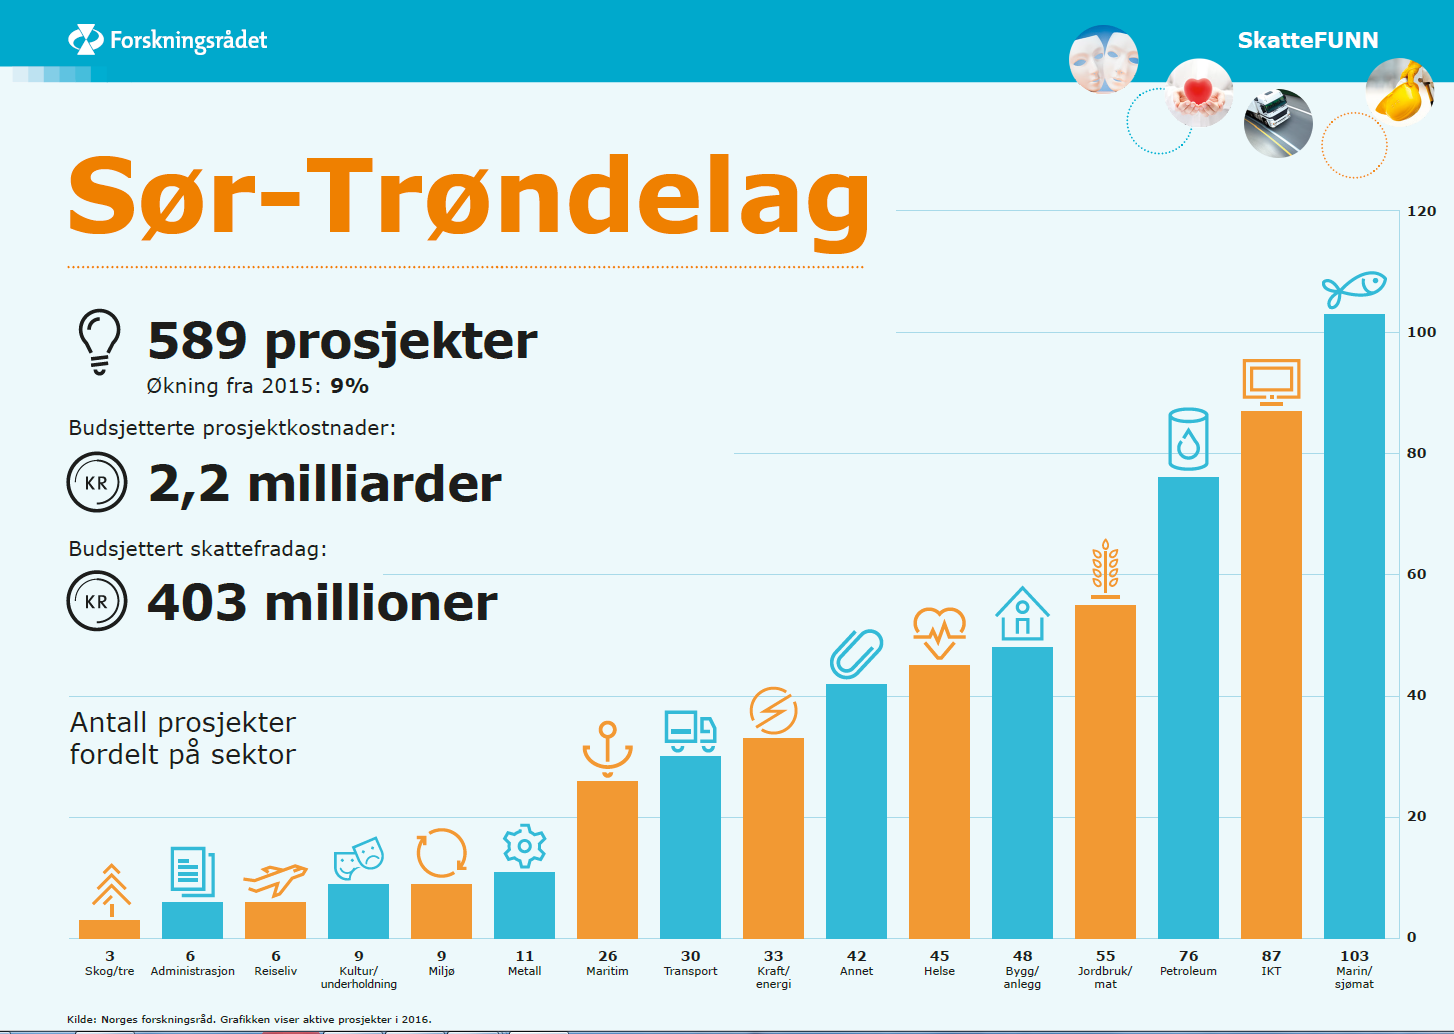 Forskningsrådet
SkatteFUNN
Sør-Trøndelag
589 prosjekter
Økning fra 2015: 9%
Budsjetterte prosjektkostnader:
KR
2,2 milliarder
Budsjettert skattefradag:
KR
403 millioner
Antall prosjekter
fordelt på sektor
120
100
80
60
40
20
0
3
Skog/tre
6
Administrasjon
6
Reiseliv
9
Kultur/
underholdning
9
Miljø
11
Metall
26
Maritim
30
Transport
33
Kraft/
energi
42
Annet
45
Helse
48
Bygg/
anlegg
55
Jordbruk/
mat
76
Petroleum
87
IKT
103
Marin/
sjømat
Kilde: Norges forskningsråd. Grafikken viser aktive prosjekter i 2016.